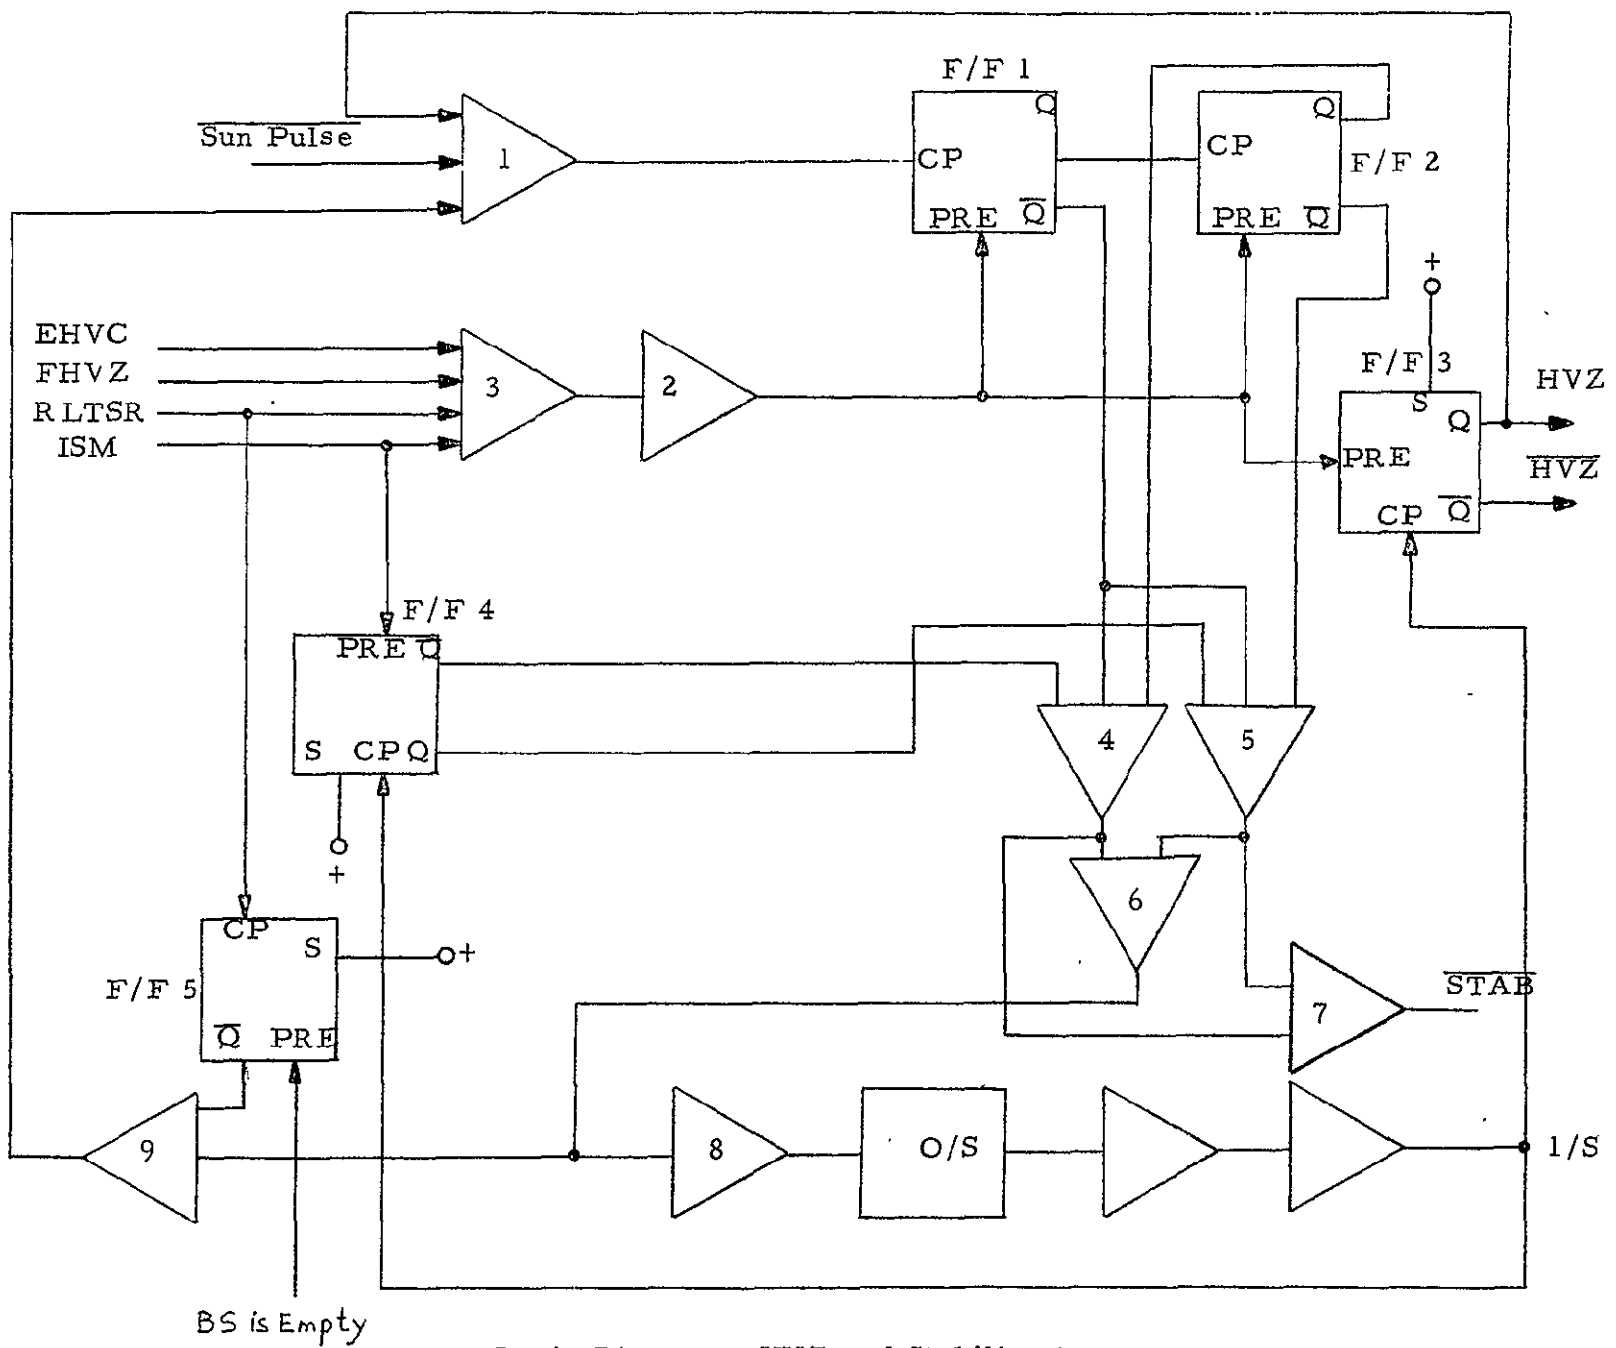 F/F 1
Q
Sun Pulse
1
CP
PRE Q̅
Q
CP
F/F 2
PRE Q̅
+
EHVC
FHVZ
RLTSR
ISM
3
2
F/F 3
S
Q
HVZ
PRE
HVZ
CP Q̅
F/F 4
PRE Q̅
S CP Q
+
4
5
6
CP
S
+
F/F 5
Q̅ PRE
STAB
7
9
8
O/S
1/S
BS is Empty